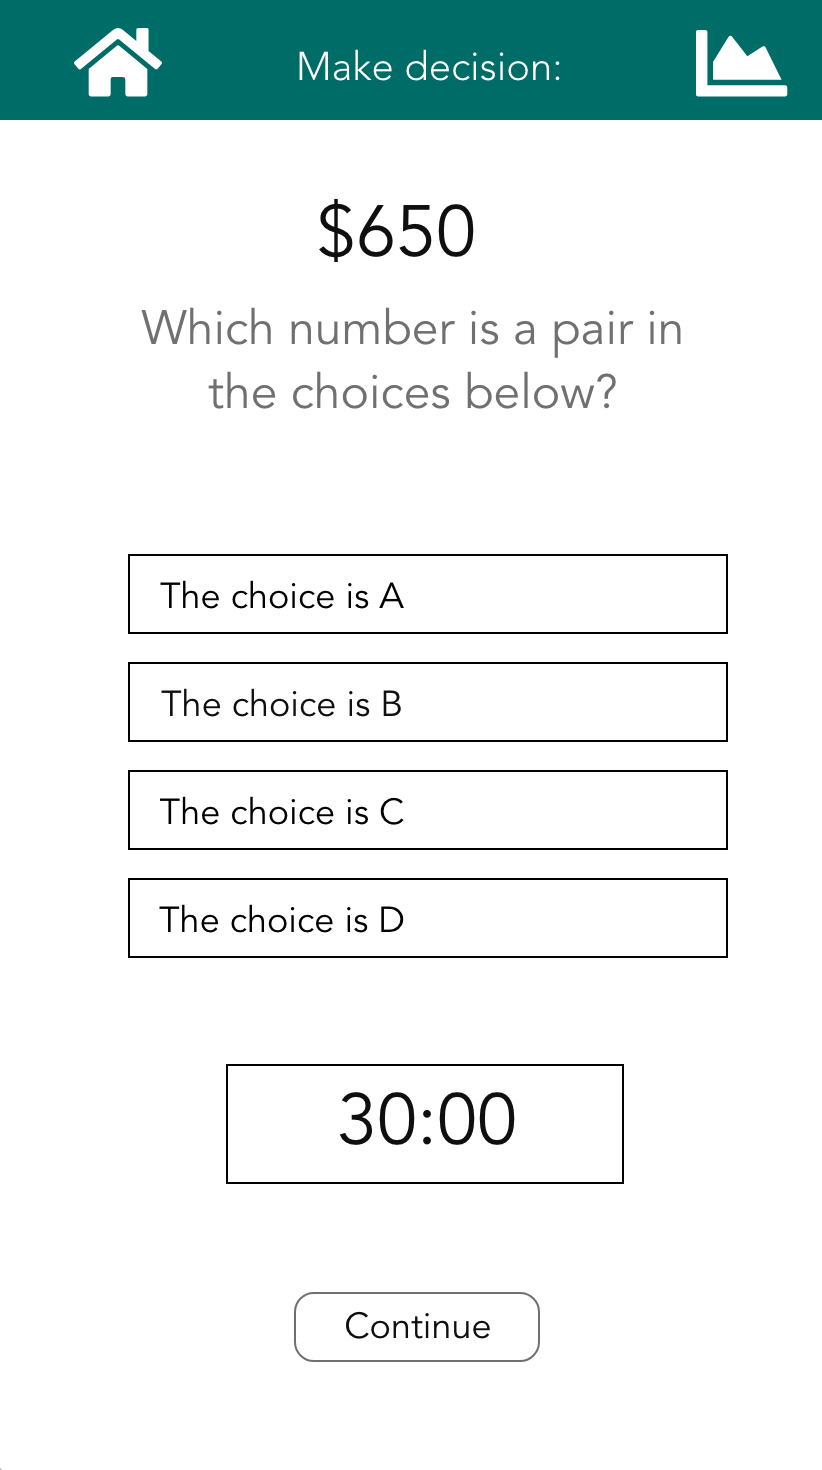 Make decision:
$650
Which number is a pair in
the choices below?
The choice is A
The choice is B
The choice is C
The choice is D
30:00
Continue